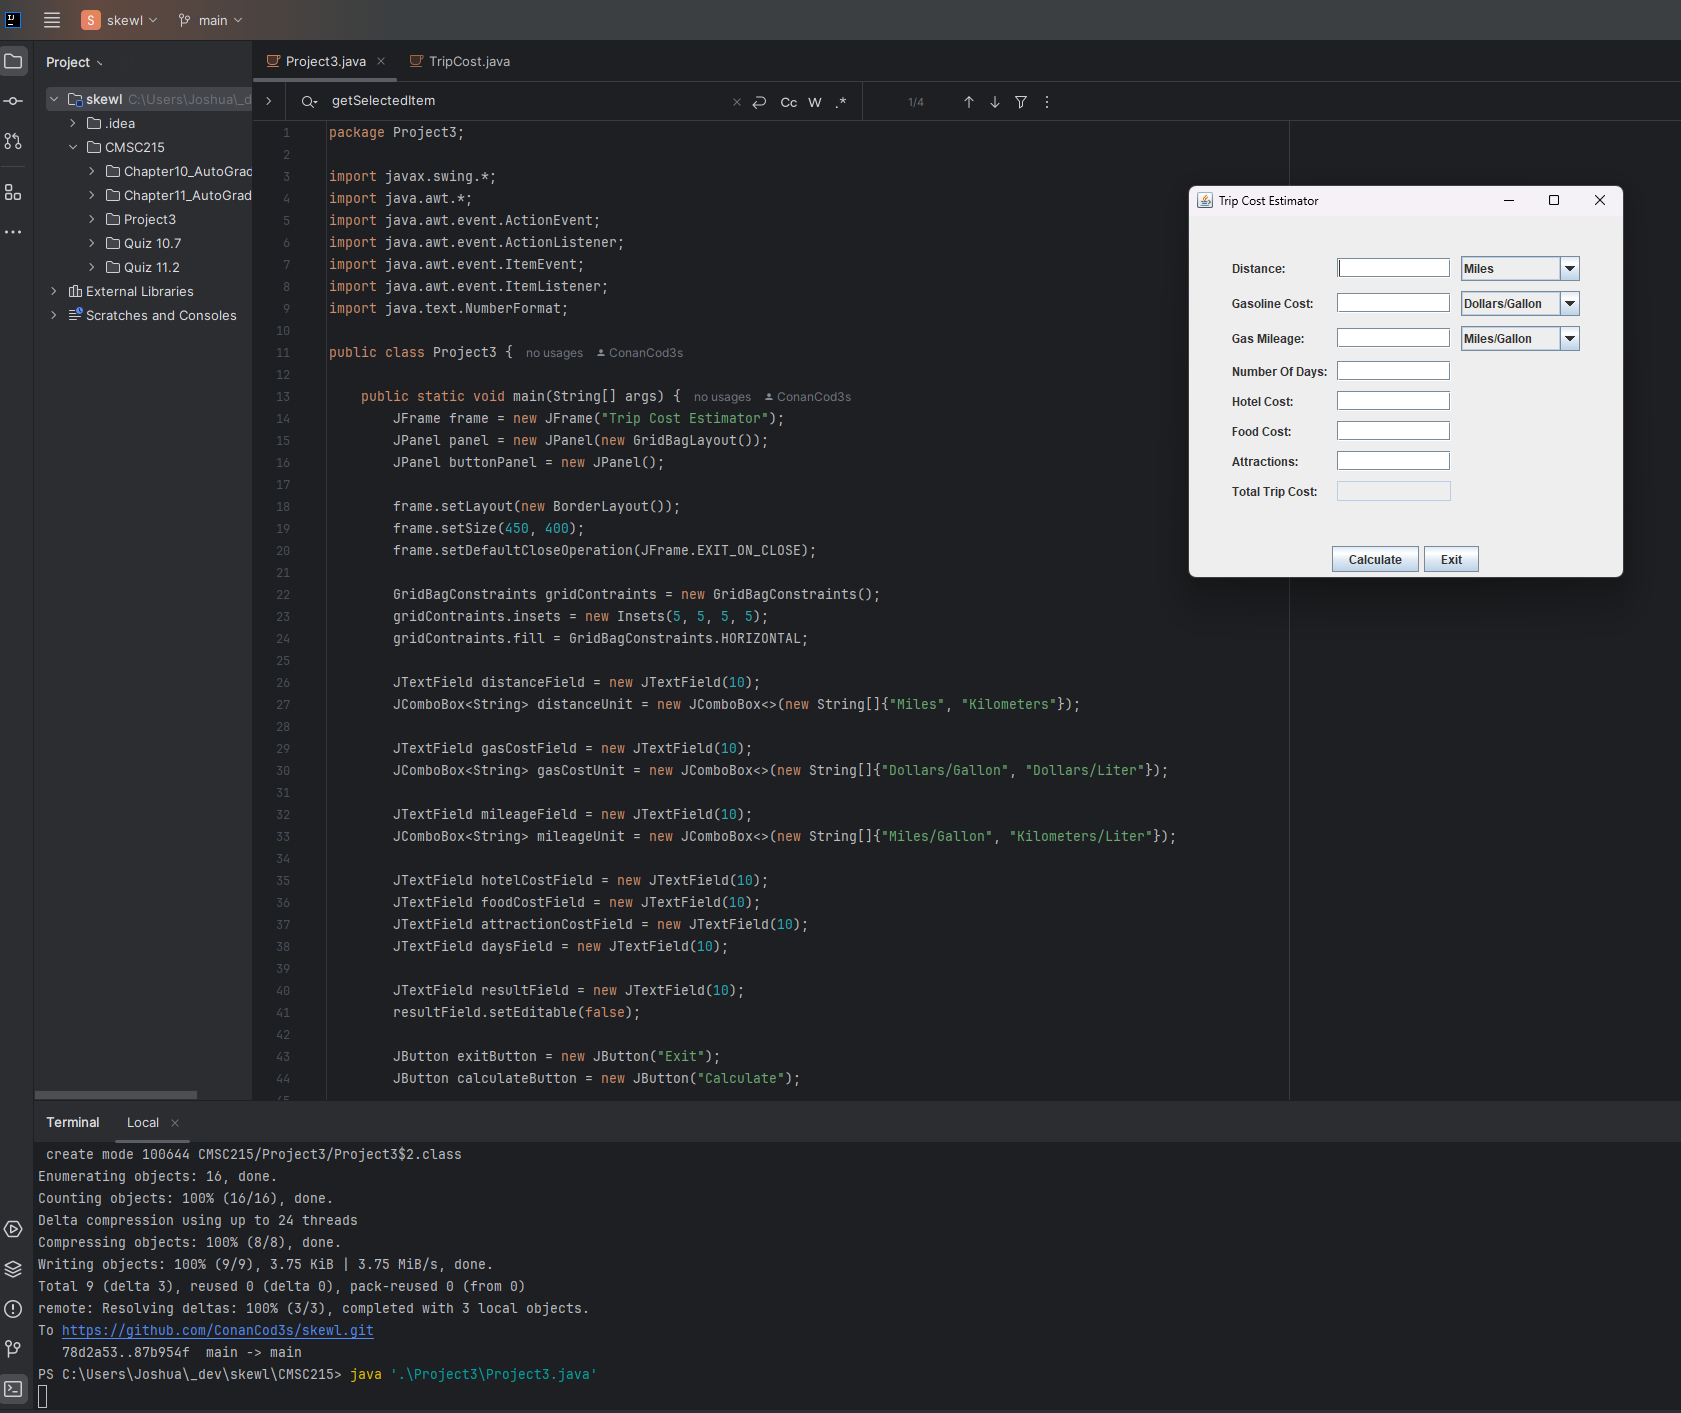 S skewl main
Project
Project3.java
TripCost.java
skewl C:\Users\Joshua\_d
.idea
CMSC215
Chapter10_AutoGrad
Chapter11_AutoGrad
Project3
Quiz 10.7
Quiz 11.2
External Libraries
Scratches and Consoles
getSelectedItem Cc W .* 1/4
1 package Project3;
2
3 import javax.swing.*;
4 import java.awt.*;
5 import java.awt.event.ActionEvent;
6 import java.awt.event.ActionListener;
7 import java.awt.event.ItemEvent;
8 import java.awt.event.ItemListener;
9 import java.text.NumberFormat;
10
11 public class Project3 { no usages ConanCod3s
12
13 public static void main(String[] args) { no usages ConanCod3s
14 JFrame frame = new JFrame("Trip Cost Estimator");
15 JPanel panel = new JPanel(new GridBagLayout());
16 JPanel buttonPanel = new JPanel();
17
18 frame.setLayout(new BorderLayout());
19 frame.setSize(450, 400);
20 frame.setDefaultCloseOperation(JFrame.EXIT_ON_CLOSE);
21
22 GridBagConstraints gridContraints = new GridBagConstraints();
23 gridContraints.insets = new Insets(5, 5, 5, 5);
24 gridContraints.fill = GridBagConstraints.HORIZONTAL;
25
26 JTextField distanceField = new JTextField(10);
27 JComboBox<String> distanceUnit = new JComboBox<>(new String[]{"Miles", "Kilometers"});
28
29 JTextField gasCostField = new JTextField(10);
30 JComboBox<String> gasCostUnit = new JComboBox<>(new String[]{"Dollars/Gallon", "Dollars/Liter"});
31
32 JTextField mileageField = new JTextField(10);
33 JComboBox<String> mileageUnit = new JComboBox<>(new String[]{"Miles/Gallon", "Kilometers/Liter"});
34
35 JTextField hotelCostField = new JTextField(10);
36 JTextField foodCostField = new JTextField(10);
37 JTextField attractionCostField = new JTextField(10);
38 JTextField daysField = new JTextField(10);
39
40 JTextField resultField = new JTextField(10);
41 resultField.setEditable(false);
42
43 JButton exitButton = new JButton("Exit");
44 JButton calculateButton = new JButton("Calculate");
45
Trip Cost Estimator
Distance: Miles
Gasoline Cost: Dollars/Gallon
Gas Mileage: Miles/Gallon
Number Of Days:
Hotel Cost:
Food Cost:
Attractions:
Total Trip Cost:
Calculate Exit
Terminal Local
create mode 100644 CMSC215/Project3/Project3$2.class
Enumerating objects: 16, done.
Counting objects: 100% (16/16), done.
Delta compression using up to 24 threads
Compressing objects: 100% (8/8), done.
Writing objects: 100% (9/9), 3.75 KiB | 3.75 MiB/s, done.
Total 9 (delta 3), reused 0 (delta 0), pack-reused 0 (from 0)
remote: Resolving deltas: 100% (3/3), completed with 3 local objects.
To https://github.com/ConanCod3s/skewl.git
78d2a53..87b954f main -> main
PS C:\Users\Joshua\_dev\skewl\CMSC215> java '.\Project3\Project3.java'